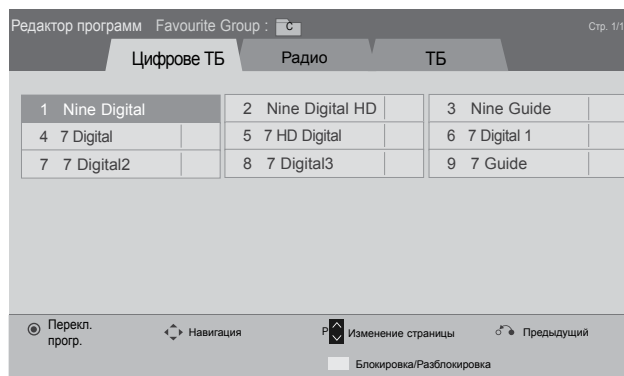 Редактор программ Favourite Group : C Стр. 1/1
Цифрове ТБ Радио ТБ
1 Nine Digital 2 Nine Digital HD 3 Nine Guide
4 7 Digital 5 7 HD Digital 6 7 Digital 1
7 7 Digital2 8 7 Digital3 9 7 Guide
Перекл. прогр. Навигация P Изменение страницы Предыдущий
Блокировка/Разблокировка